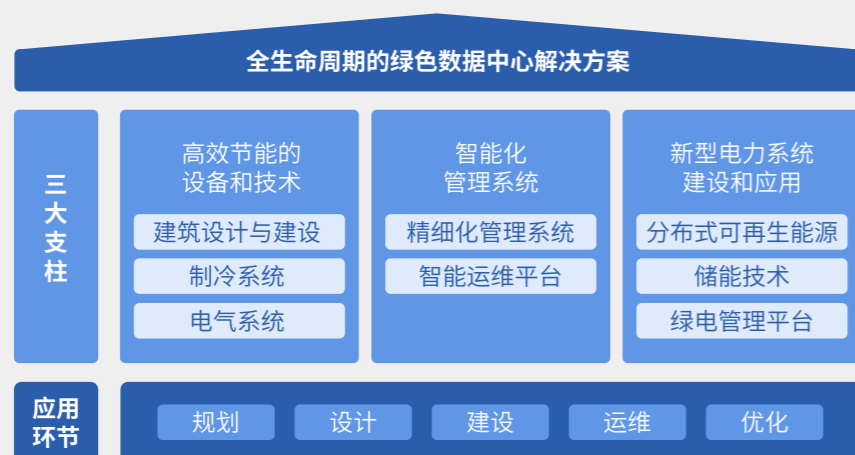 全生命周期的绿色数据中心解决方案
三大支柱
高效节能的
设备和技术
建筑设计与建设
制冷系统
电气系统
智能化
管理系统
精细化管理系统
智能运维平台
新型电力系统
建设和应用
分布式可再生能源
储能技术
绿电管理平台
应用
环节
规划
设计
建设
运维
优化